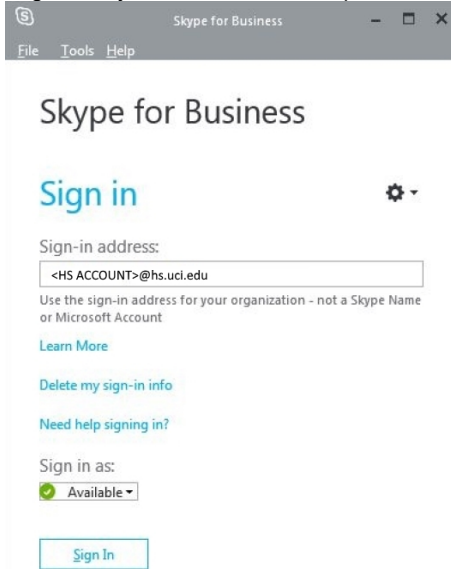 Skype for Business
File Tools Help
Skype for Business
Sign in
Sign-in address:
<HS ACCOUNT>@hs.uci.edu
Use the sign-in address for your organization - not a Skype Name
or Microsoft Account
Learn More
Delete my sign-in info
Need help signing in?
Sign in as:
Available
Sign In